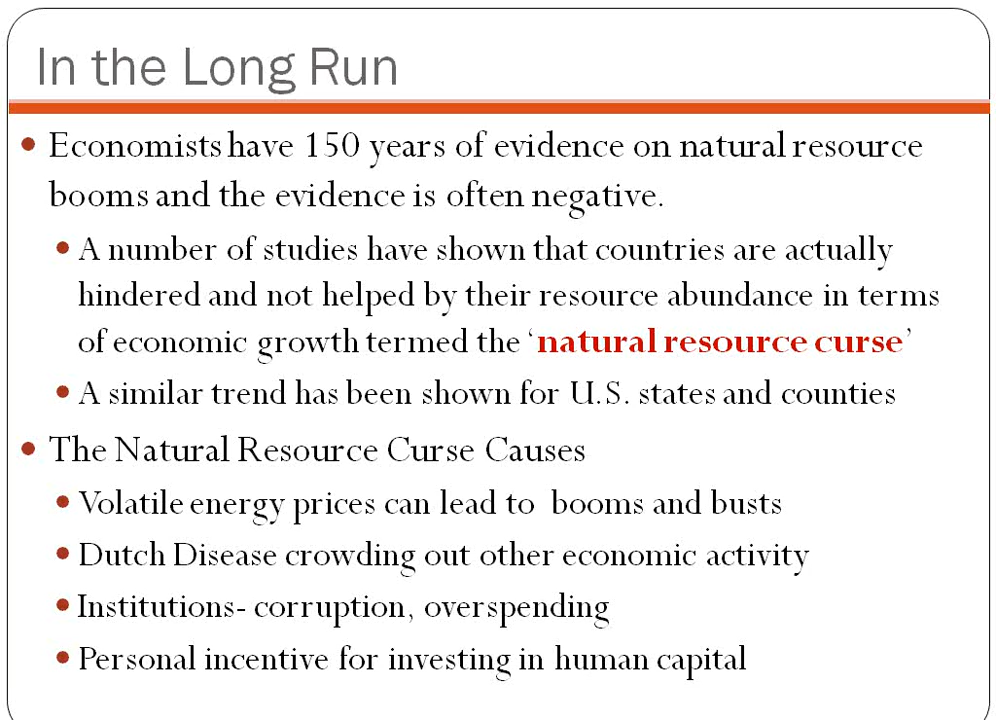 In the Long Run
• Economists have 150 years of evidence on natural resource
booms and the evidence is often negative.
• A number of studies have shown that countries are actually
hindered and not helped by their resource abundance in terms
of economic growth termed the ‘natural resource curse’
• A similar trend has been shown for U.S. states and counties
• The Natural Resource Curse Causes
• Volatile energy prices can lead to booms and busts
• Dutch Disease crowding out other economic activity
• Institutions- corruption, overspending
• Personal incentive for investing in human capital